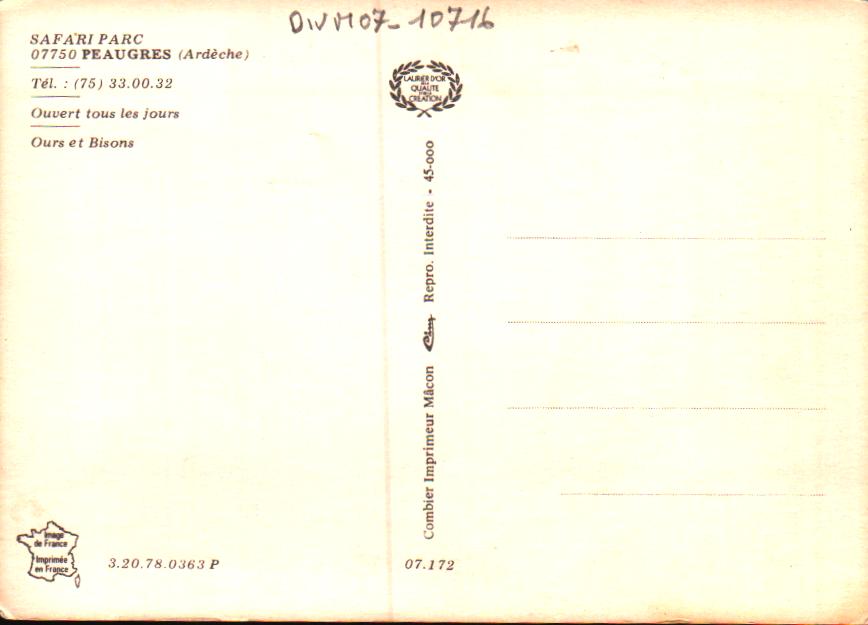 SAFARI PARC
07750 PEAUGRES (Ardèche)
Tél. : (75) 33.00.32
Ouvert tous les jours
Ours et Bisons
LAURIER D'OR
DE LA
QUALITÉ
CRÉATION
Combier Imprimeur Mâcon Cim Repro. Interdite - 45-000
Image
de France
Imprimée
en France
3.20.78.0363 P
07.172